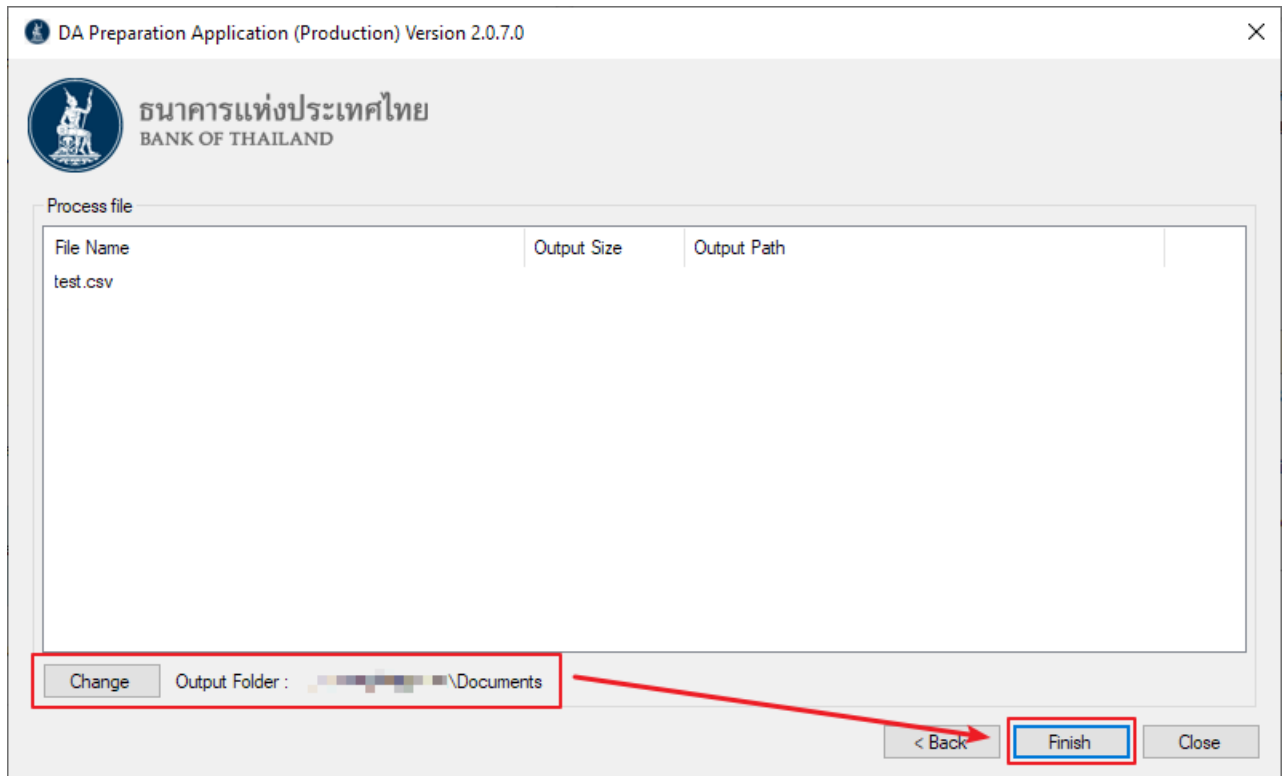 DA Preparation Application (Production) Version 2.0.7.0
ธนาคารแห่งประเทศไทย
BANK OF THAILAND
Process file
File Name Output Size Output Path
test.csv
Change Output Folder : \Documents
< Back Finish Close